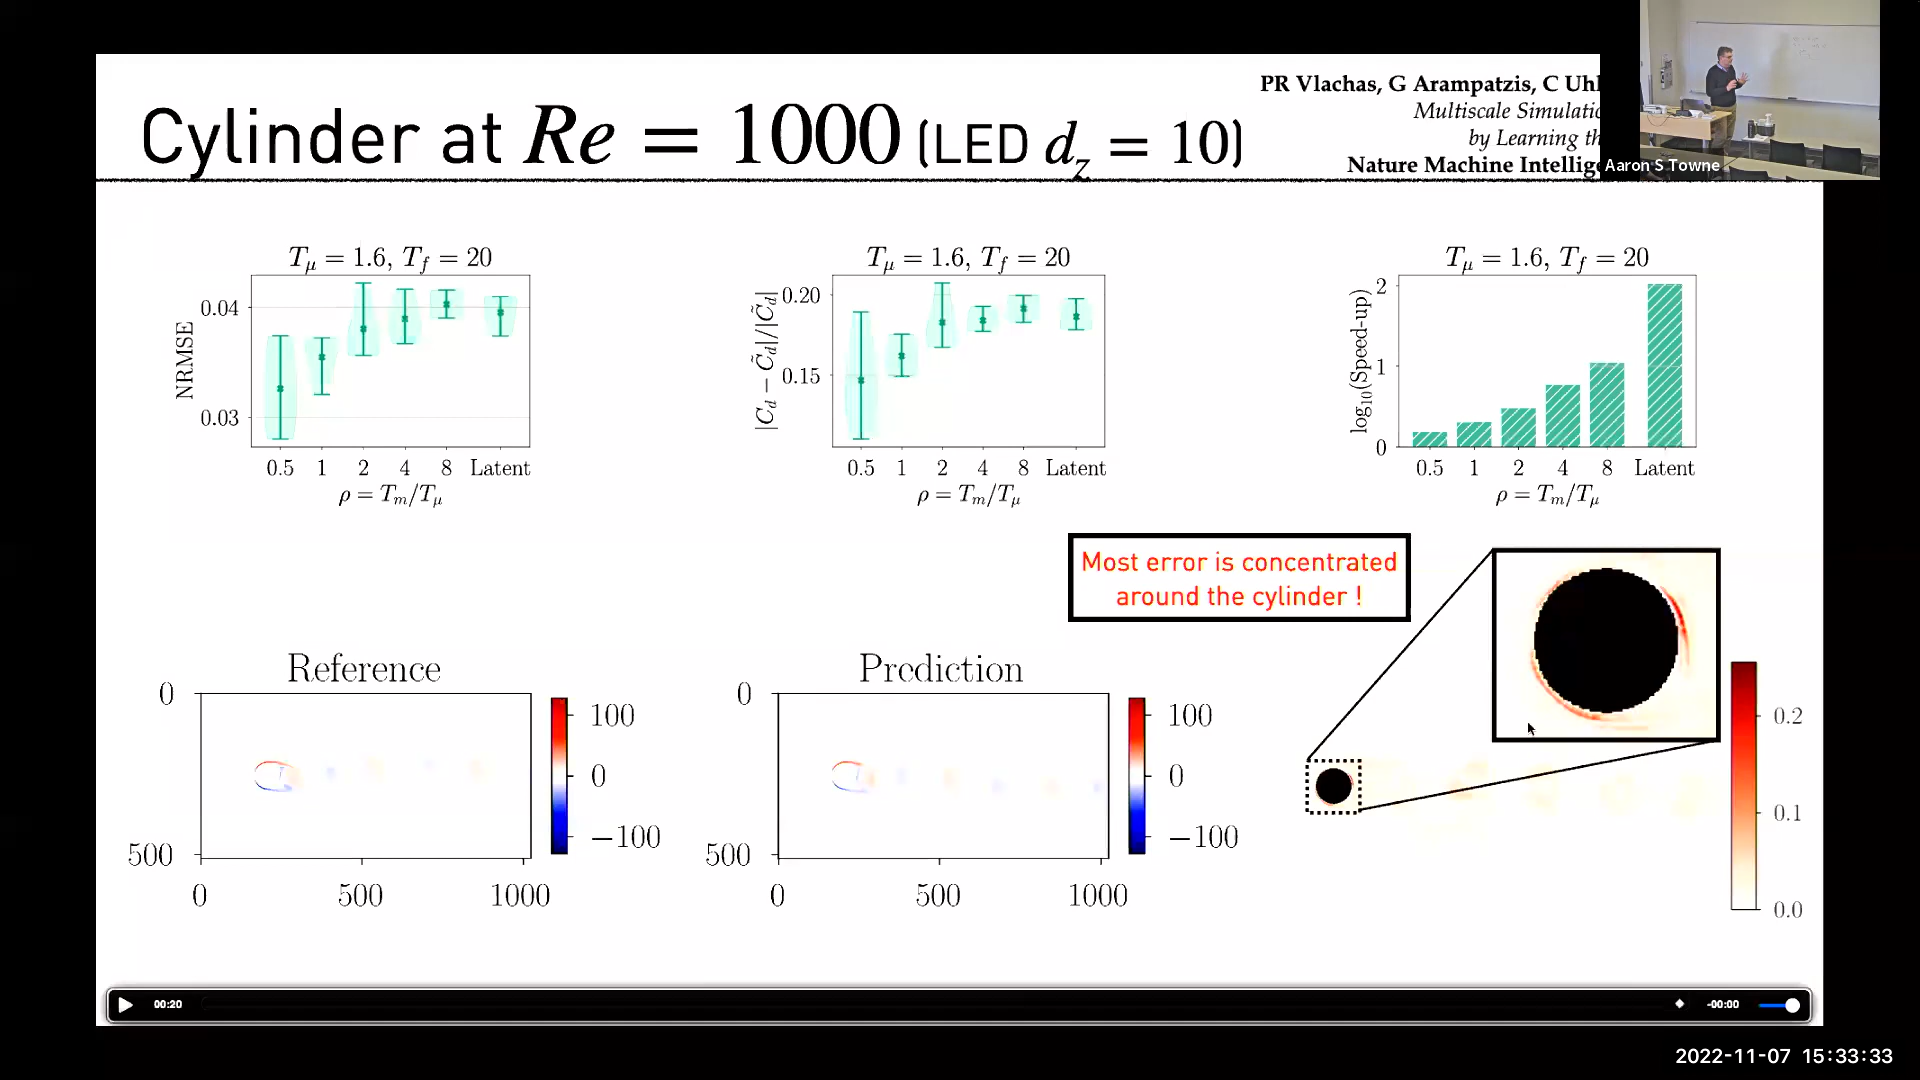 Cylinder at Re = 1000 (LED d_z = 10)
PR Vlachas, G Arampatzis, C
Multiscale
by Learning
Nature Machine
Aaron S Towne
T_μ = 1.6, T_f = 20
0.04
0.03
NRMSE
0.5 1 2 4 8 Latent
ρ = T_m/T_μ
T_μ = 1.6, T_f = 20
0.20
0.15
|C_d − C̃_d|/|C̃_d|
0.5 1 2 4 8 Latent
ρ = T_m/T_μ
T_μ = 1.6, T_f = 20
2
1
0
log₁₀(Speed-up)
0.5 1 2 4 8 Latent
ρ = T_m/T_μ
Most error is concentrated
around the cylinder !
Reference
0
500
0 500 1000
100
0
−100
Prediction
0
500
0 500 1000
100
0
−100
0.2
0.1
0.0
00:20
-00:00
2022-11-07 15:33:33